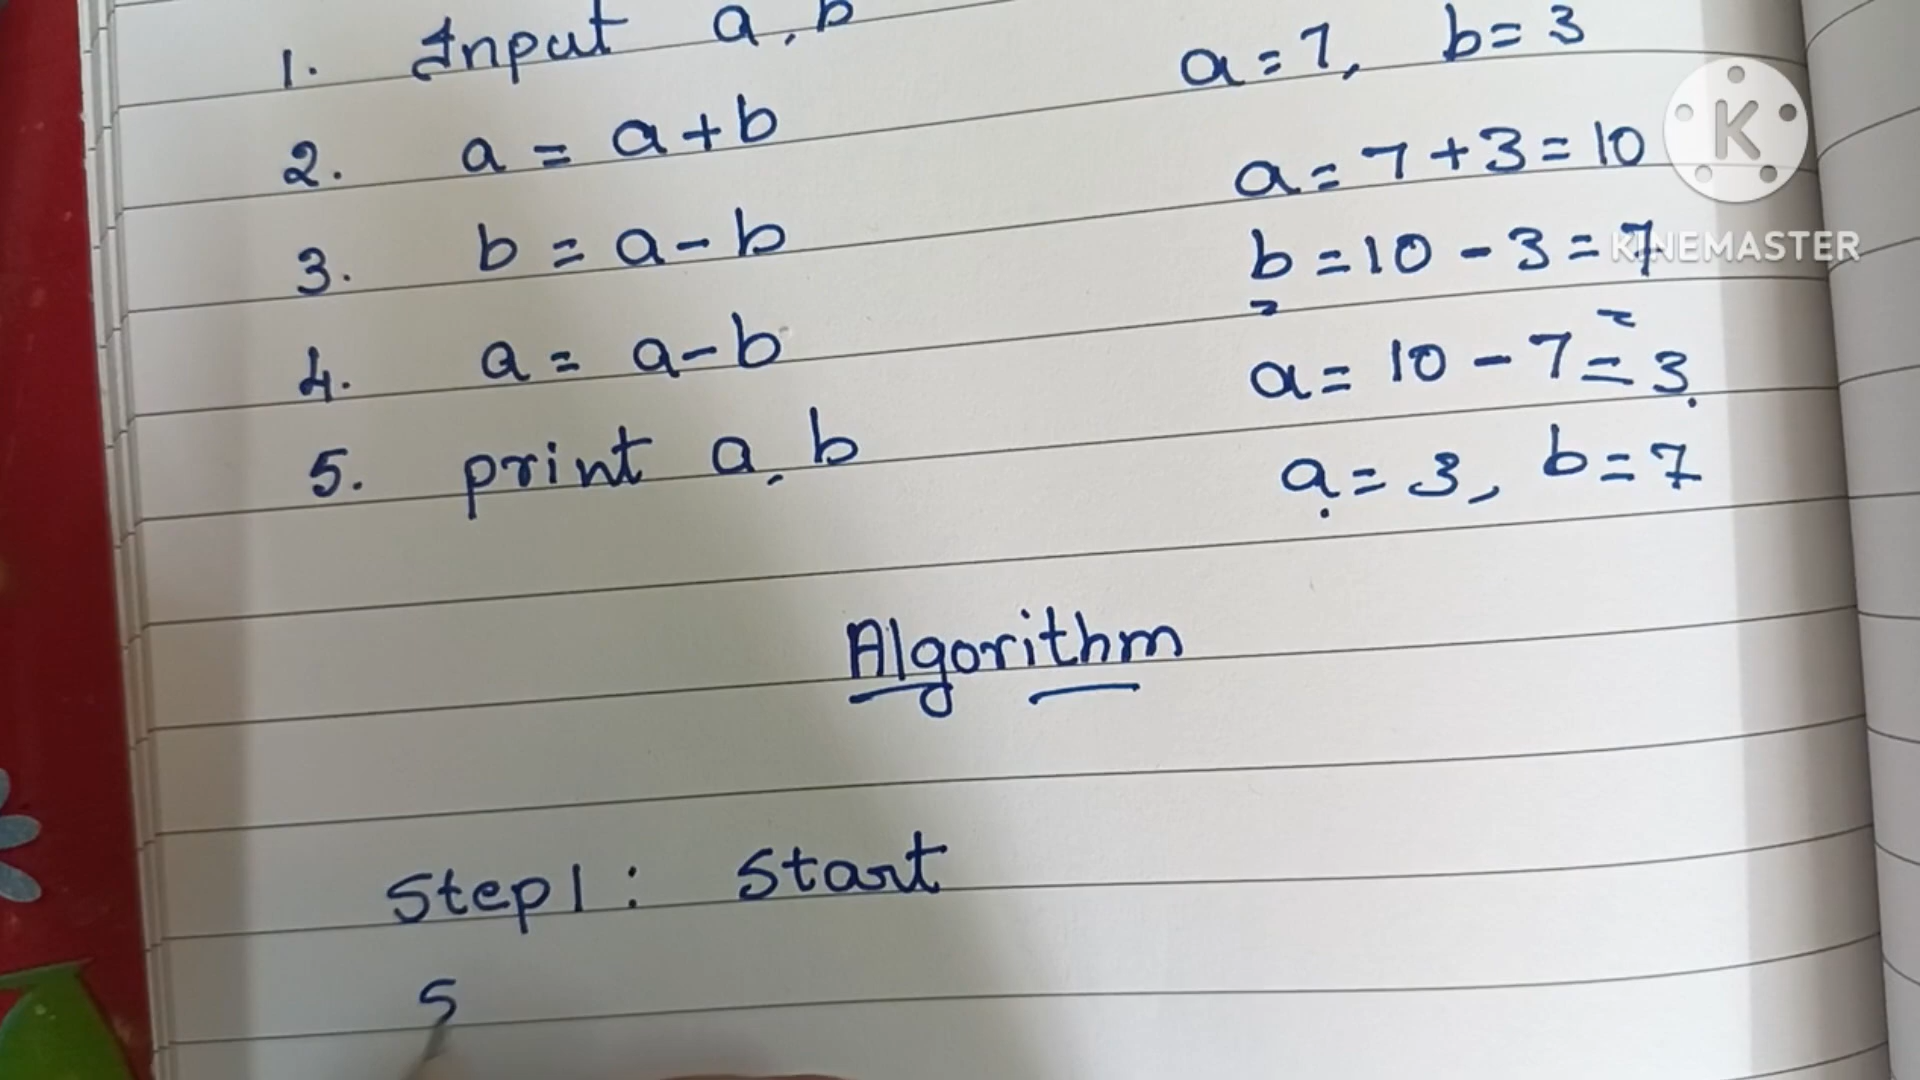 1. Input a, b a = 7, b = 3
2. a = a + b a = 7 + 3 = 10
3. b = a - b b = 10 - 3 = 7
4. a = a - b a = 10 - 7 = 3
5. print a, b a = 3, b = 7
K
KINEMASTER
Algorithm
Step 1 : Start
S